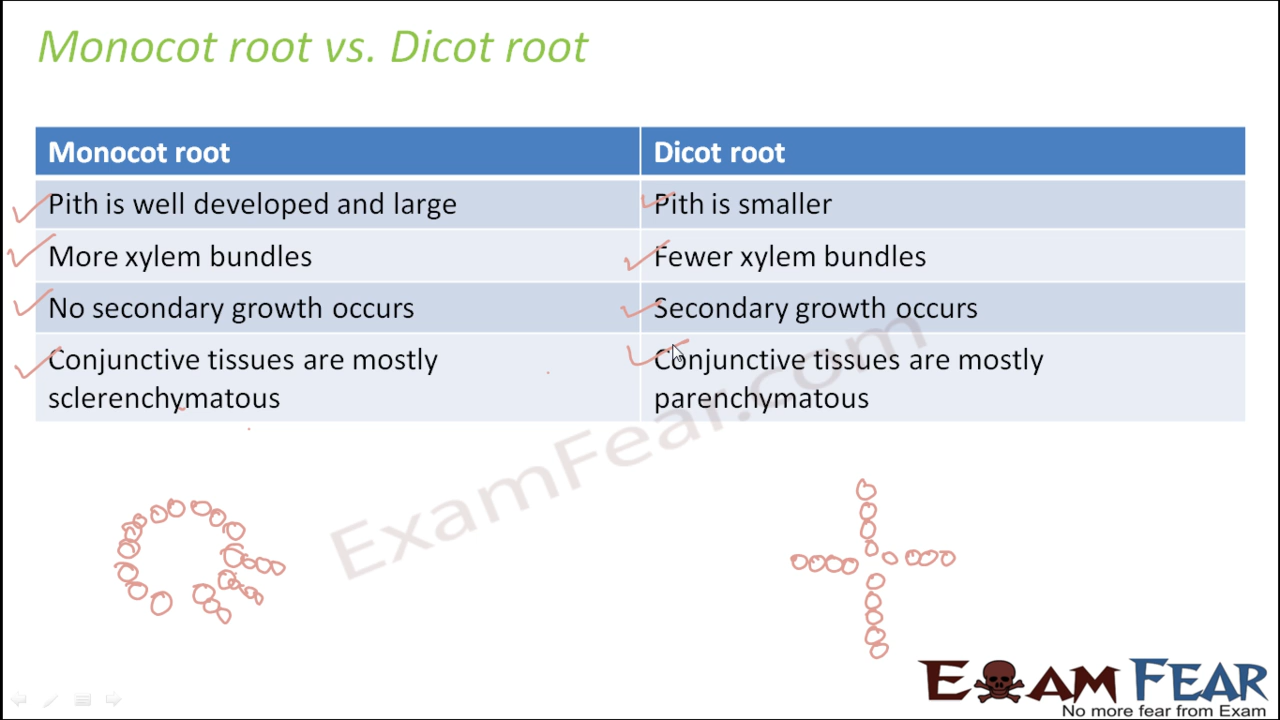 Monocot root vs. Dicot root
Monocot root
Dicot root
Pith is well developed and large
Pith is smaller
More xylem bundles
Fewer xylem bundles
No secondary growth occurs
Secondary growth occurs
Conjunctive tissues are mostly
sclerenchymatous
Conjunctive tissues are mostly
parenchymatous
ExamFear.com
EXAM FEAR
No more fear from Exam